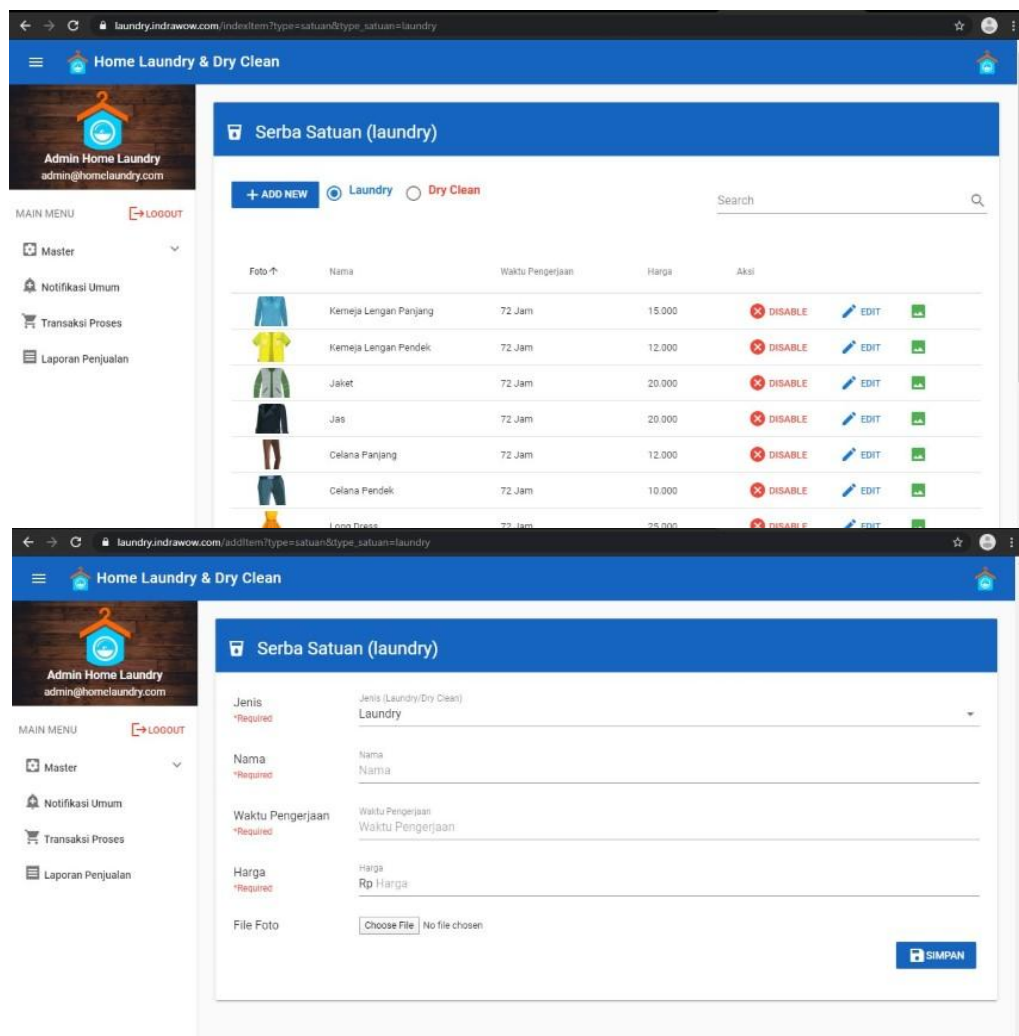 laundry.indrawow.com/indexItem?type=satuan&type_satuan=laundry
Home Laundry & Dry Clean
Admin Home Laundry
admin@homelaundry.com
MAIN MENU LOGOUT
Master
Notifikasi Umum
Transaksi Proses
Laporan Penjualan
Serba Satuan (laundry)
+ ADD NEW Laundry Dry Clean
Search
Foto Nama Waktu Pengerjaan Harga Aksi
Kemeja Lengan Panjang 72 Jam 15.000 DISABLE EDIT
Kemeja Lengan Pendek 72 Jam 12.000 DISABLE EDIT
Jaket 72 Jam 20.000 DISABLE EDIT
Jas 72 Jam 20.000 DISABLE EDIT
Celana Panjang 72 Jam 12.000 DISABLE EDIT
Celana Pendek 72 Jam 10.000 DISABLE EDIT
Long Dress 72 Jam 25.000 DISABLE EDIT
laundry.indrawow.com/addItem?type=satuan&type_satuan=laundry
Home Laundry & Dry Clean
Admin Home Laundry
admin@homelaundry.com
MAIN MENU LOGOUT
Master
Notifikasi Umum
Transaksi Proses
Laporan Penjualan
Serba Satuan (laundry)
Jenis
*Required
Jenis (Laundry/Dry Clean)
Laundry
Nama
*Required
Nama
Nama
Waktu Pengerjaan
*Required
Waktu Pengerjaan
Waktu Pengerjaan
Harga
*Required
Harga
Rp Harga
File Foto Choose File No file chosen
SIMPAN